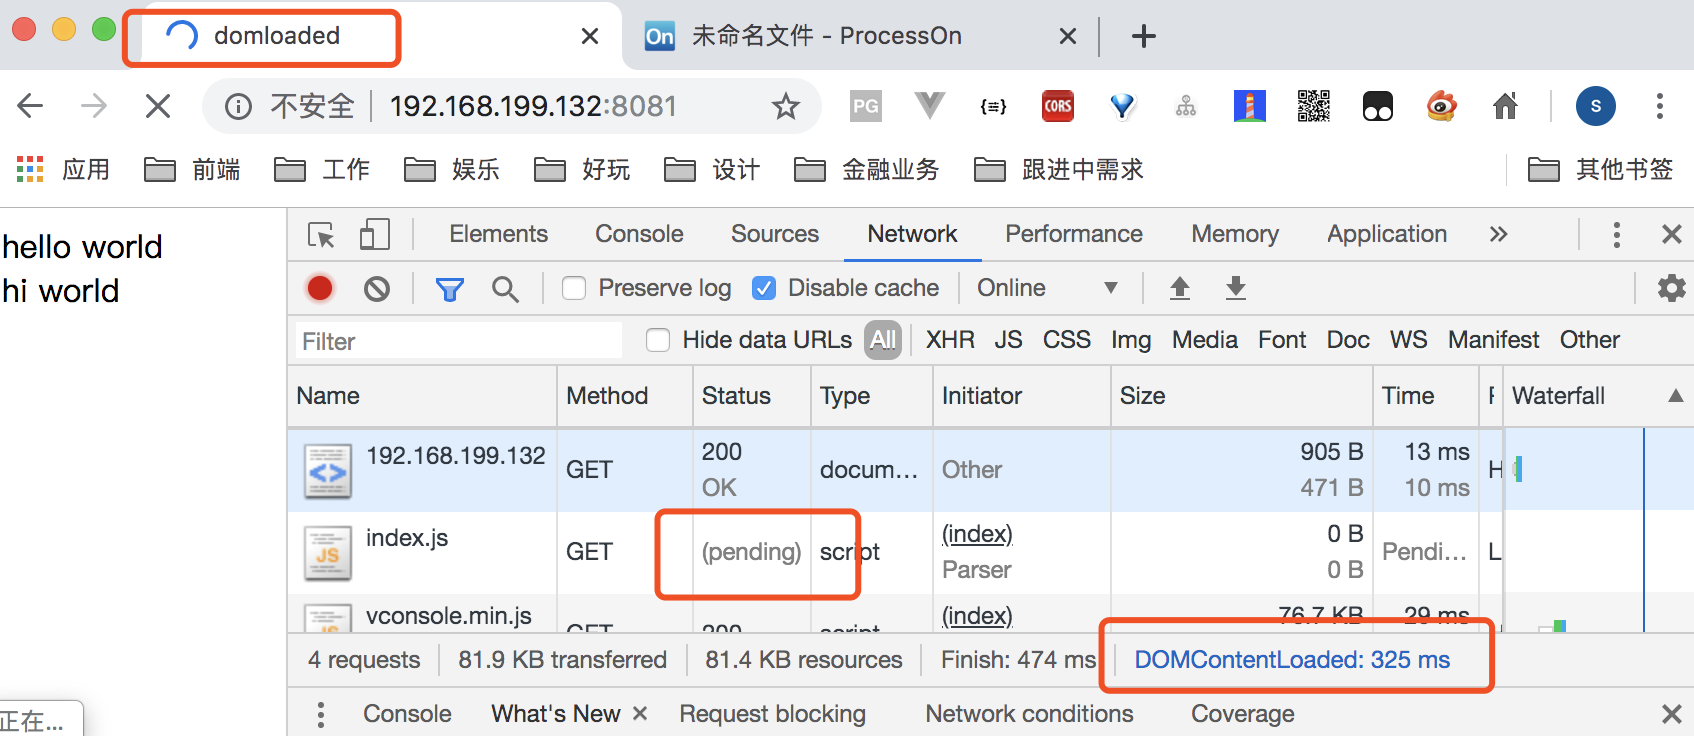 domloaded
On 未命名文件 - ProcessOn
不安全 192.168.199.132:8081
PG {≡} CORS S
应用 前端 工作 娱乐 好玩 设计 金融业务 跟进中需求 其他书签
hello world
hi world
Elements Console Sources Network Performance Memory Application »
Preserve log Disable cache Online
Filter Hide data URLs All XHR JS CSS Img Media Font Doc WS Manifest Other
Name Method Status Type Initiator Size Time Waterfall
192.168.199.132 GET 200 OK docum... Other 905 B 471 B 13 ms 10 ms H
index.js GET (pending) script (index) Parser 0 B 0 B Pendi... L
vconsole.min.js GET 200 script (index) 76.7 KB 29 ms
4 requests 81.9 KB transferred 81.4 KB resources Finish: 474 ms DOMContentLoaded: 325 ms
正在...
Console What's New Request blocking Network conditions Coverage